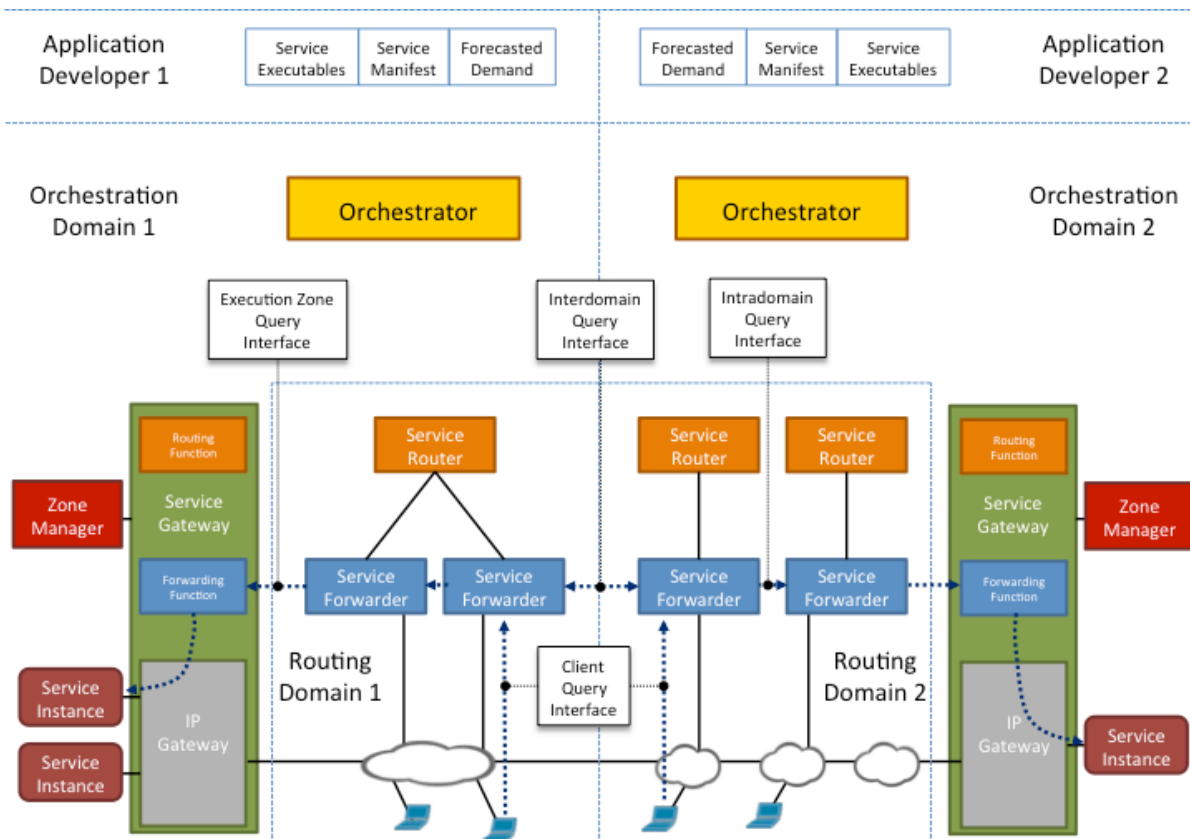 Application
Developer 1
Service
Executables
Service
Manifest
Forecasted
Demand
Forecasted
Demand
Service
Manifest
Service
Executables
Application
Developer 2
Orchestration
Domain 1
Orchestrator
Orchestrator
Orchestration
Domain 2
Execution Zone
Query
Interface
Interdomain
Query
Interface
Intradomain
Query
Interface
Routing
Function
Service
Router
Service
Router
Service
Router
Routing
Function
Zone
Manager
Service
Gateway
Service
Gateway
Zone
Manager
Forwarding
Function
Service
Forwarder
Service
Forwarder
Service
Forwarder
Service
Forwarder
Forwarding
Function
Routing
Domain 1
Client
Query
Interface
Routing
Domain 2
Service
Instance
IP
Gateway
IP
Gateway
Service
Instance
Service
Instance